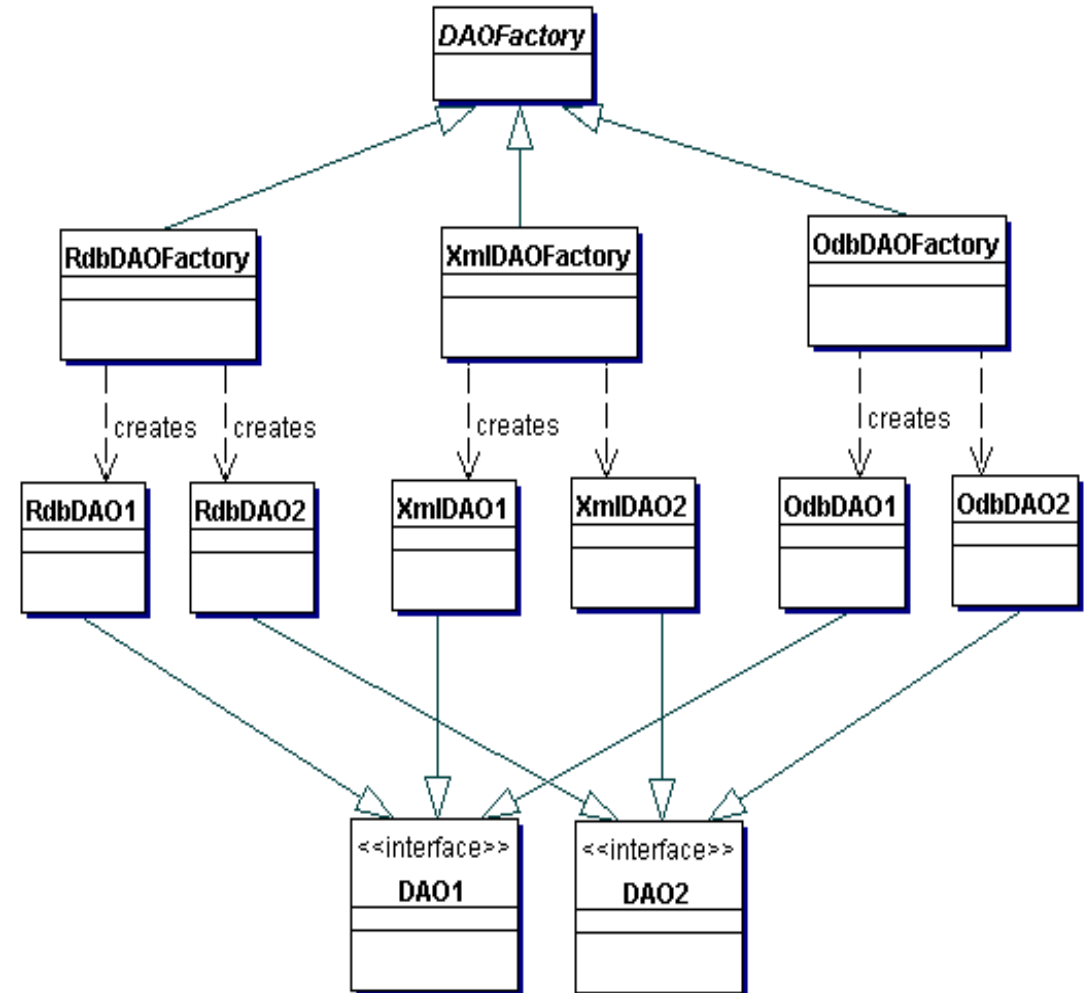 DAOFactory
RdbDAOFactory
XmlDAOFactory
OdbDAOFactory
creates
creates
creates
creates
RdbDAO1
RdbDAO2
XmlDAO1
XmlDAO2
OdbDAO1
OdbDAO2
<<interface>>
DAO1
<<interface>>
DAO2